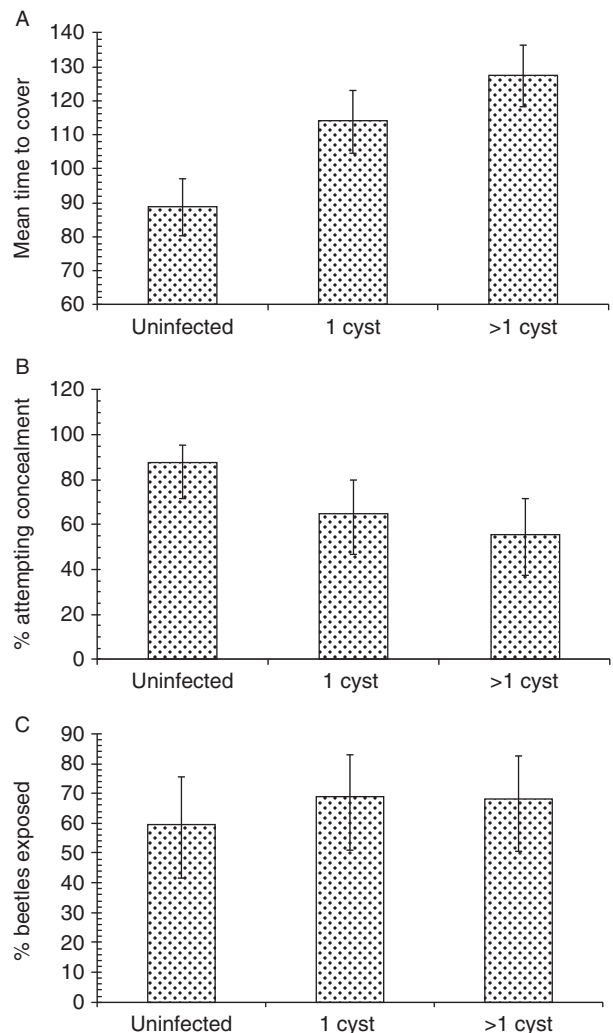 A
Mean time to cover
140
130
120
110
100
90
80
70
60
Uninfected 1 cyst >1 cyst
B
% attempting concealment
120
100
80
60
40
20
0
Uninfected 1 cyst >1 cyst
C
% beetles exposed
90
80
70
60
50
40
30
20
10
0
Uninfected 1 cyst >1 cyst